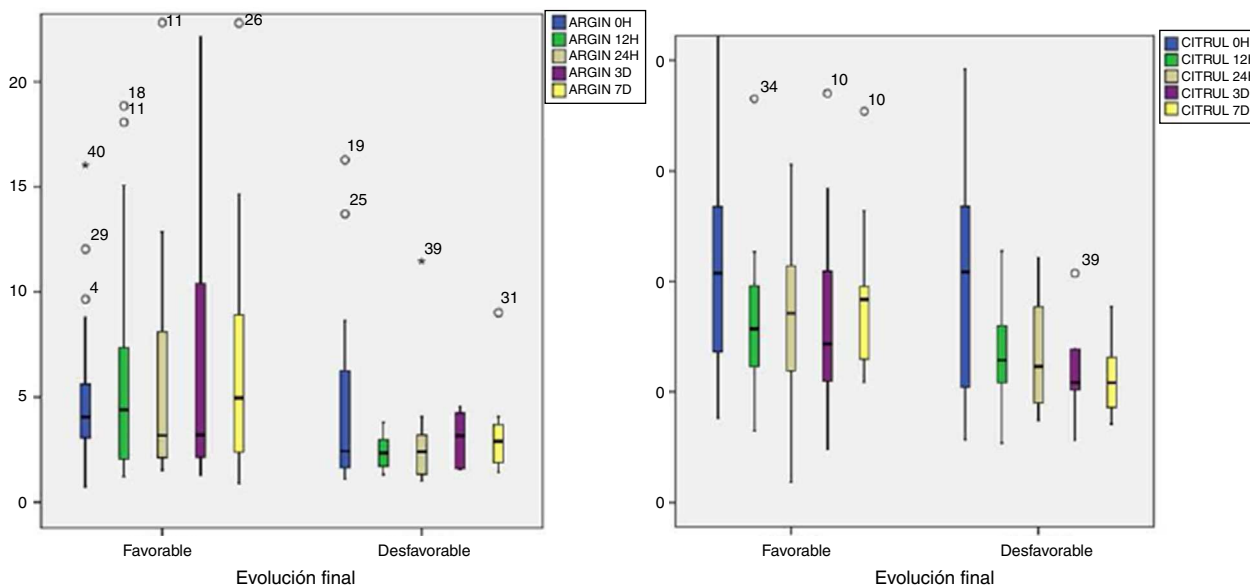 11
26
ARGIN 0H
ARGIN 12H
ARGIN 24H
ARGIN 3D
ARGIN 7D
20
18
11
40
15
19
25
29
39
10
4
31
5
0
Favorable
Desfavorable
Evolución final
CITRUL 0H
CITRUL 12H
CITRUL 24H
CITRUL 3D
CITRUL 7D
0
34
10
10
0
0
39
0
0
Favorable
Desfavorable
Evolución final